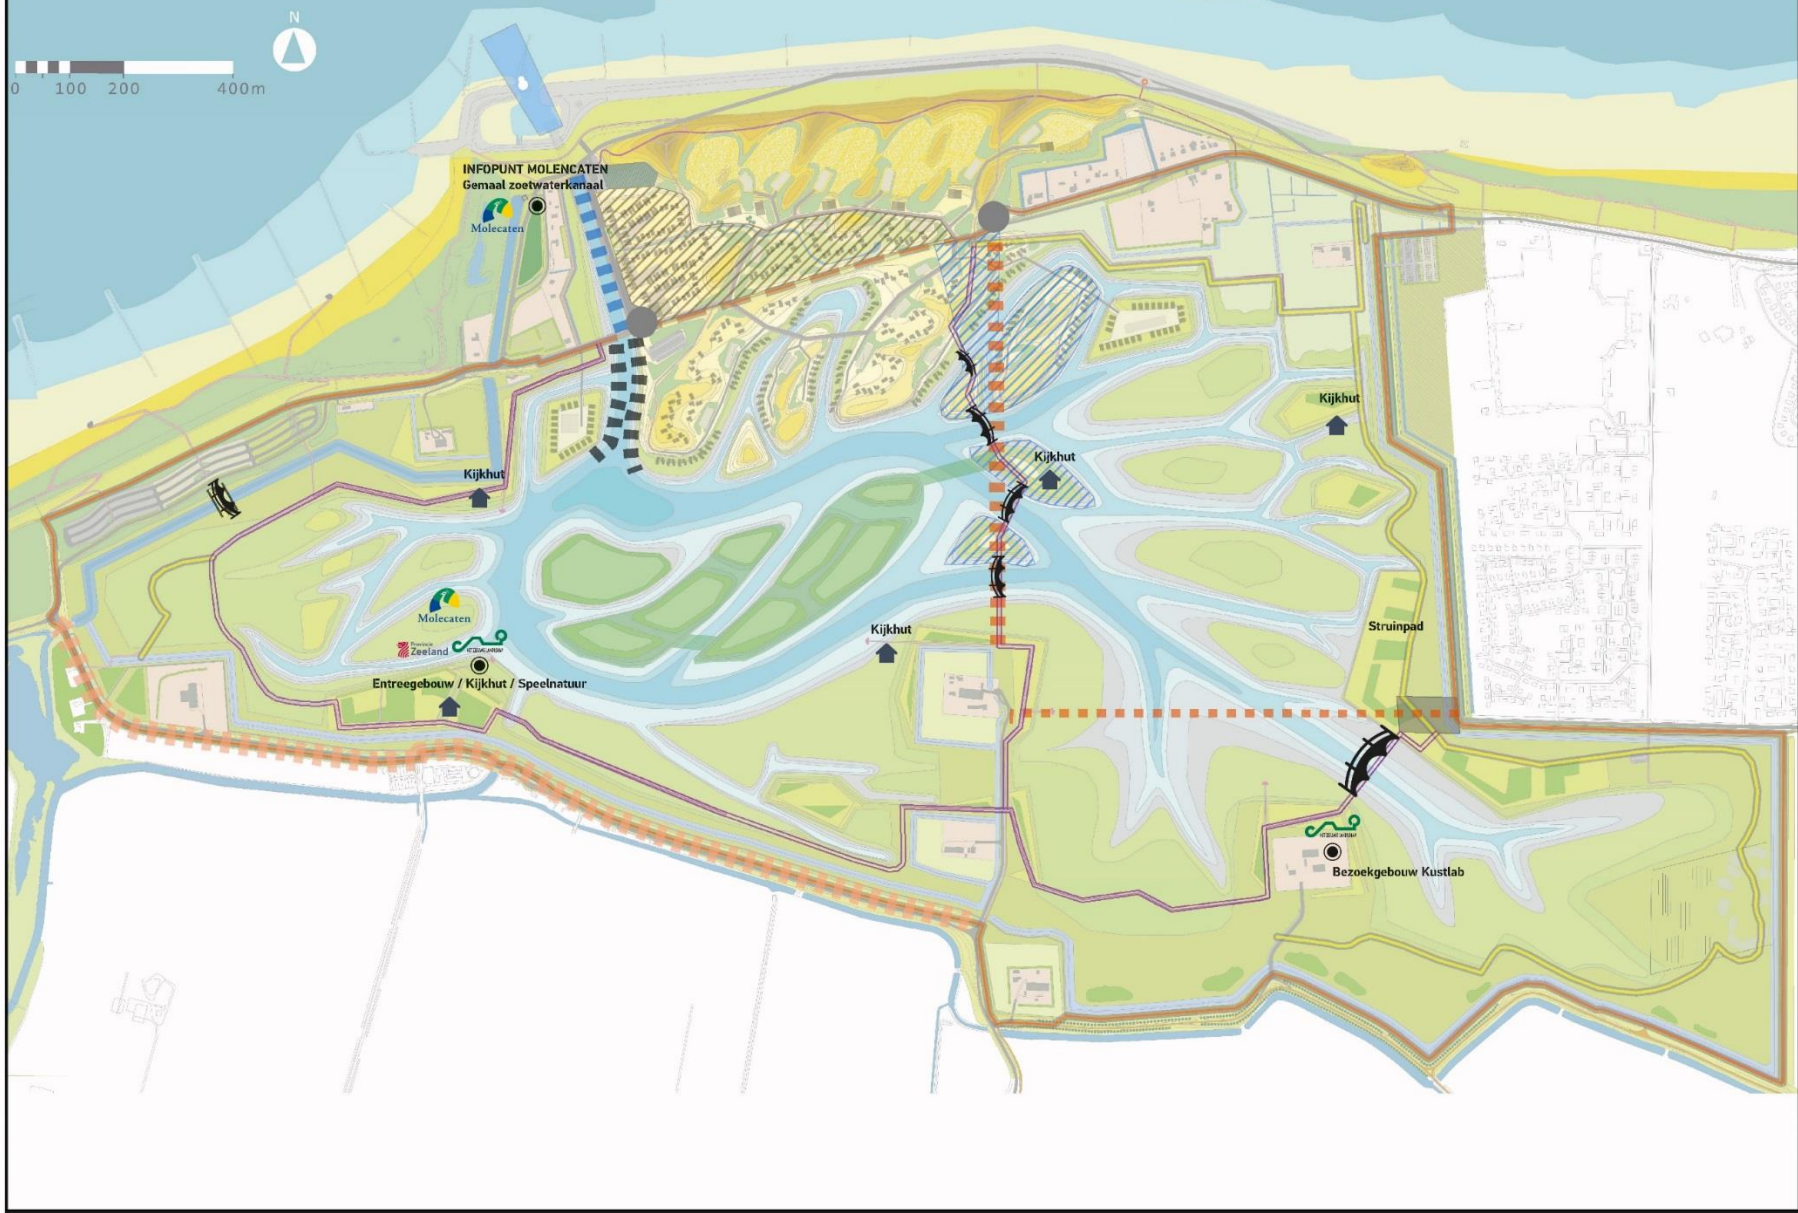 N
0 100 200 400m
INFOPUNT MOLENCATEN
Gemaal zoetwaterkanaal
Molecaten
Kijkhut
Kijkhut
Kijkhut
Molecaten
Provincie
Zeeland
Kijkhut
Struinpad
Entreegebouw / Kijkhut / Speelnatuur
Bezoekgebouw Kustlab